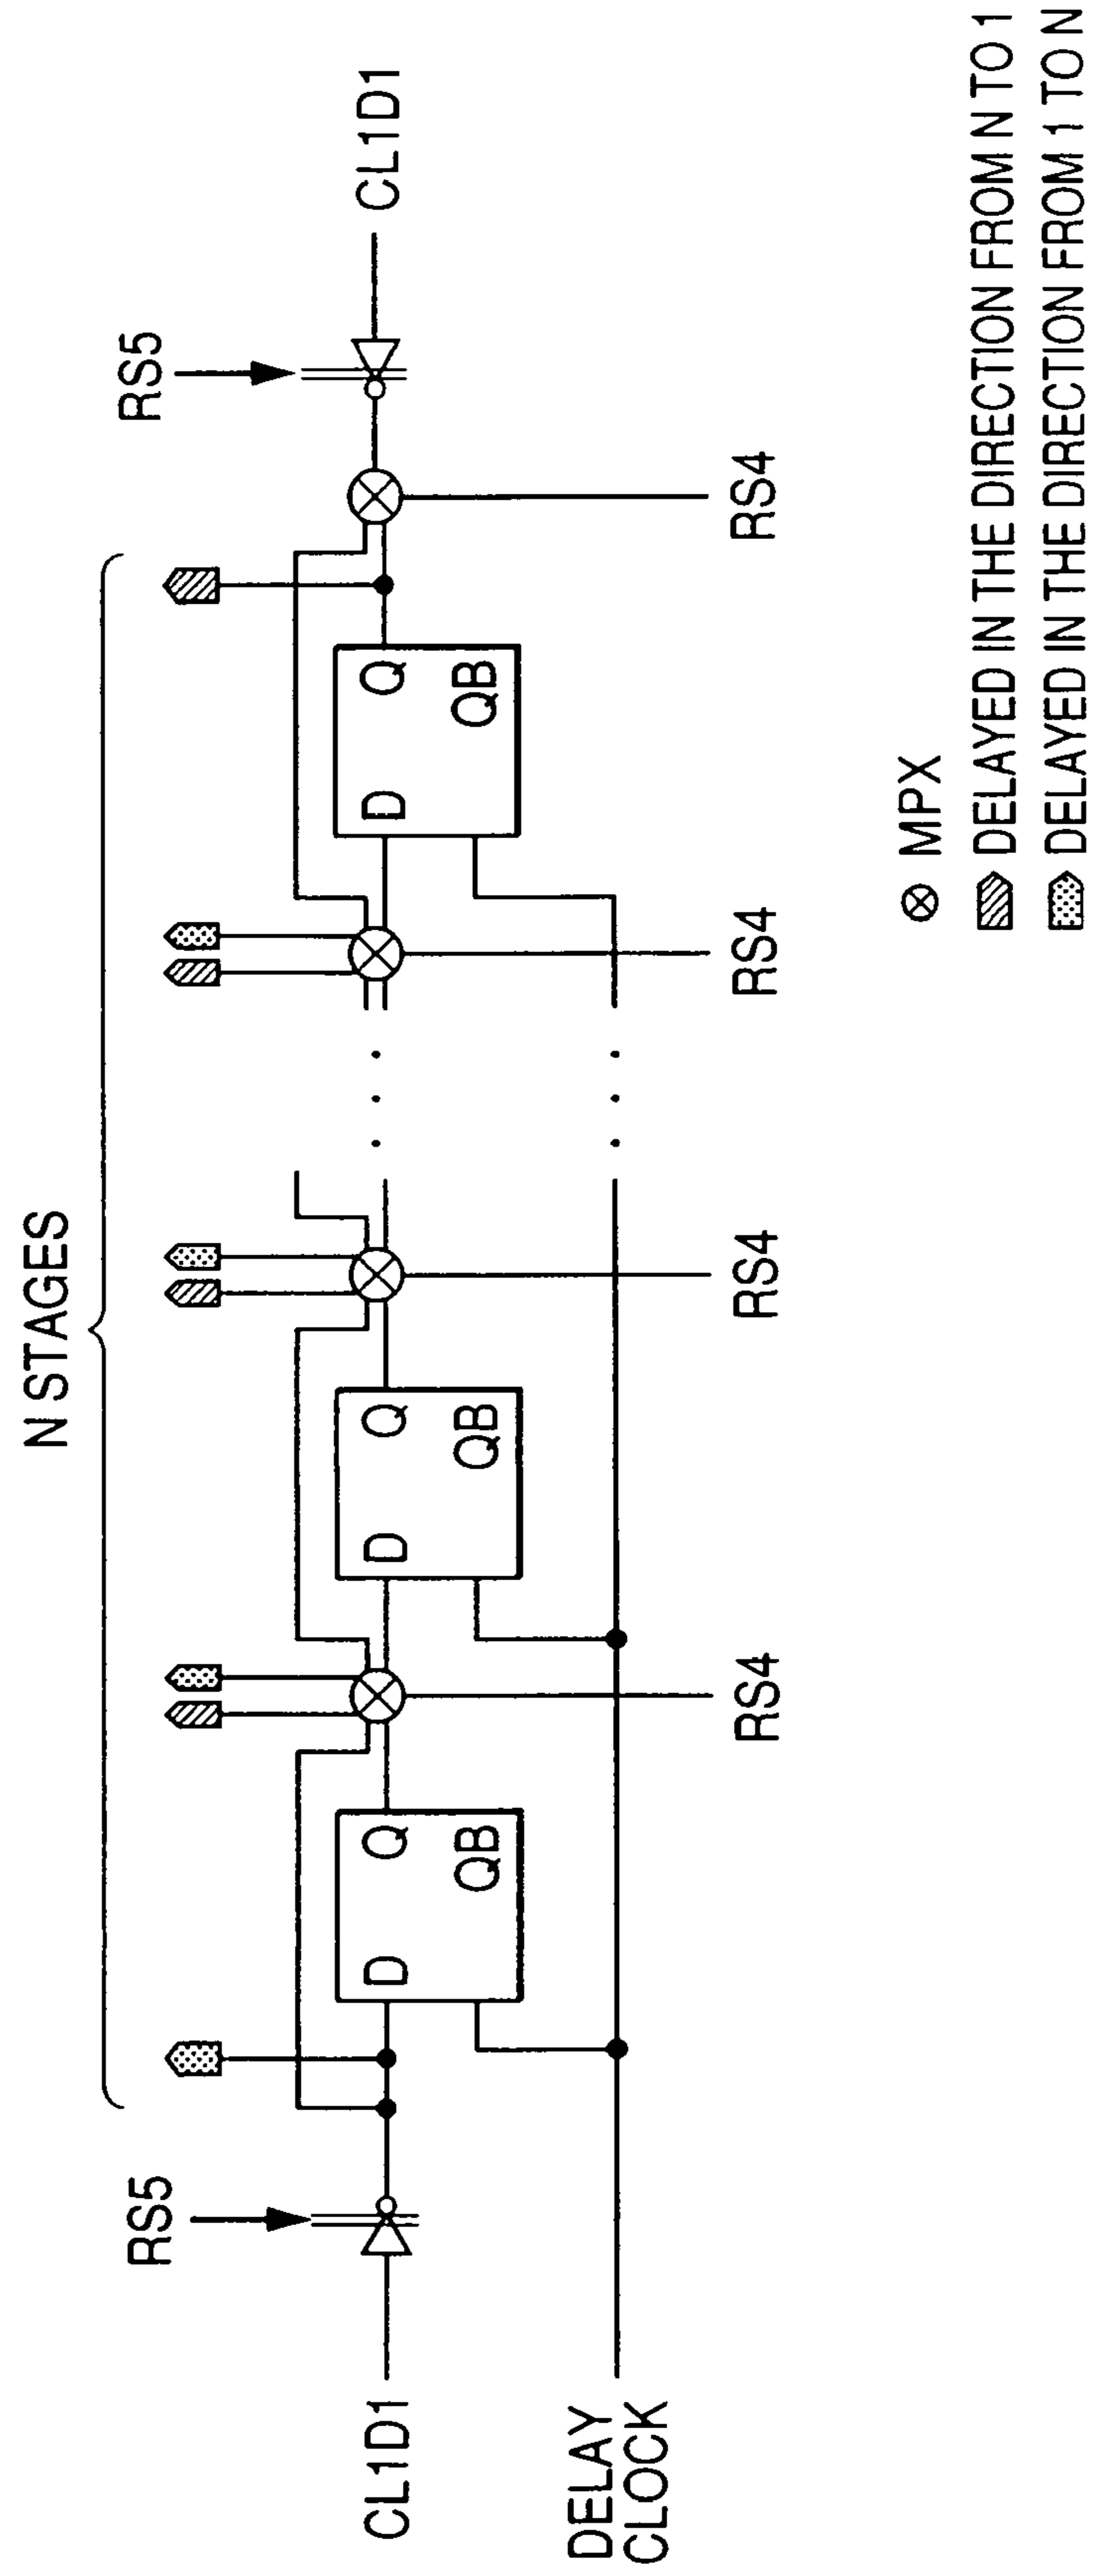 N STAGES
RS5
RS5
CL1D1
D
Q
QB
D
Q
QB
D
Q
QB
CL1D1
RS4
RS4
RS4
RS4
DELAY
CLOCK
MPX
DELAYED IN THE DIRECTION FROM N TO 1
DELAYED IN THE DIRECTION FROM 1 TO N